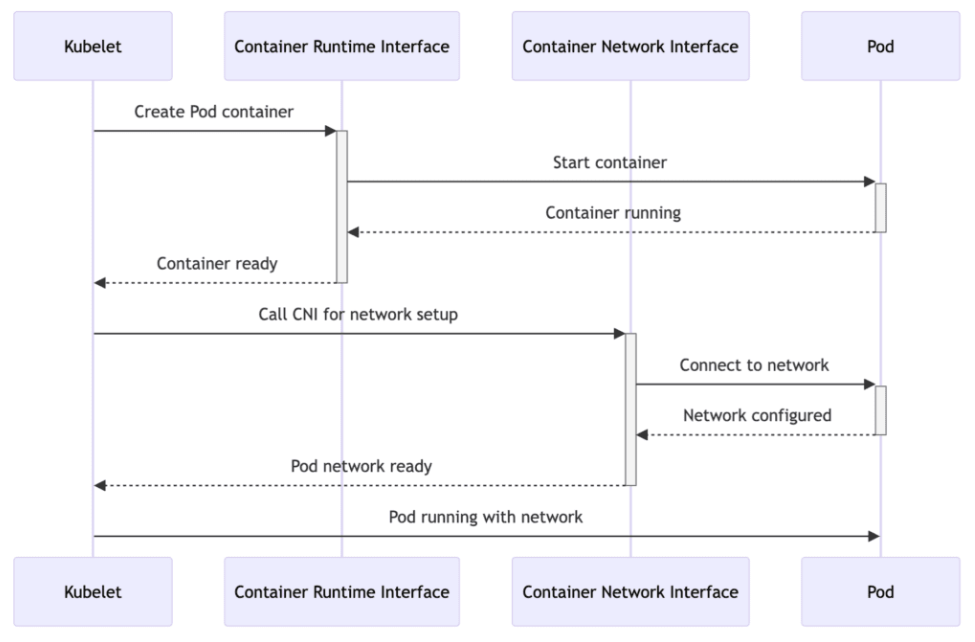 Kubelet
Container Runtime Interface
Container Network Interface
Pod
Create Pod container
Start container
Container running
Container ready
Call CNI for network setup
Connect to network
Network configured
Pod network ready
Pod running with network
Kubelet
Container Runtime Interface
Container Network Interface
Pod